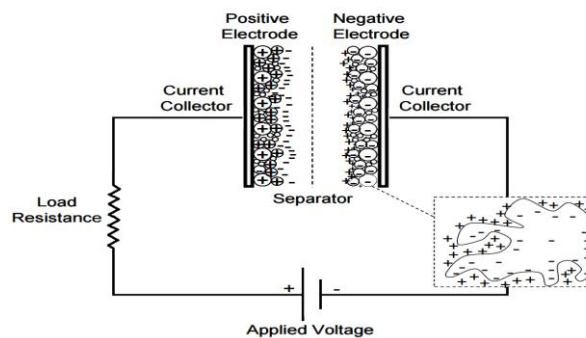 Positive Electrode
Negative Electrode
Current Collector
Current Collector
Load Resistance
Separator
+ -
Applied Voltage